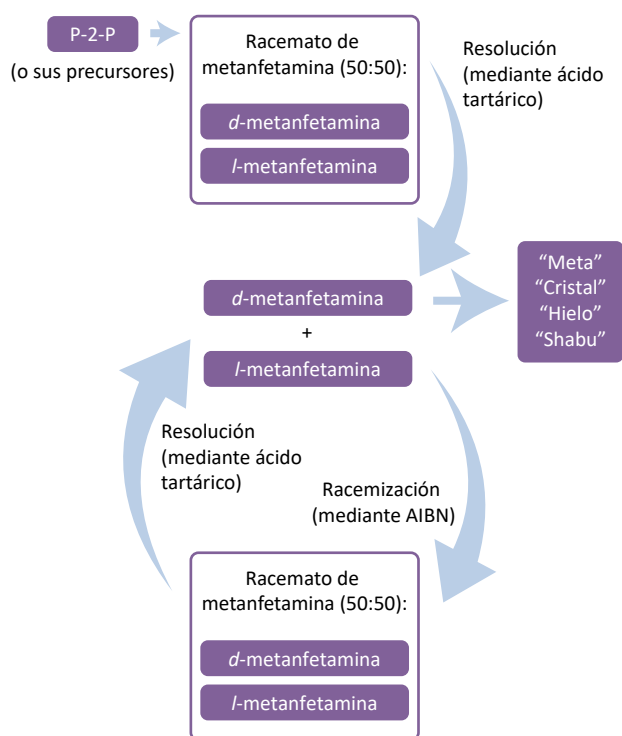 P-2-P
(o sus precursores)
Racemato de
metanfetamina (50:50):
d-metanfetamina
l-metanfetamina
Resolución
(mediante ácido
tartárico)
d-metanfetamina
+
l-metanfetamina
“Meta”
“Cristal”
“Hielo”
“Shabu”
Resolución
(mediante ácido
tartárico)
Racemización
(mediante AIBN)
Racemato de
metanfetamina (50:50):
d-metanfetamina
l-metanfetamina